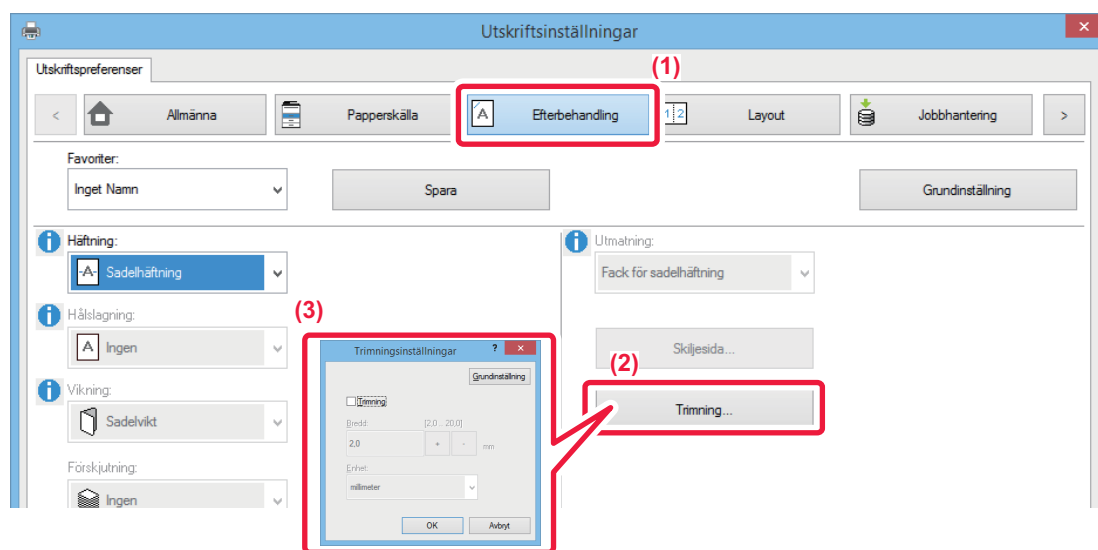 Utskriftsinställningar
Utskriftspreferenser
(1)
< Allmänna Papperskälla Efterbehandling Layout Jobbhantering >
Favoriter:
Inget Namn Spara Grundinställning
Häftning: Utmatning:
-A- Sadelhäftning Fack för sadelhäftning
Hålslagning: (3)
A Ingen Skiljesida...
Trimningsinställningar ? ×
(2)
Grundinställning
Vikning:
Trimning Trimning...
Sadelvikt
Bredd: [2,0 .. 20,0]
2,0 + - mm
Förskjutning:
Enhet:
millimeter
Ingen
OK Avbryt